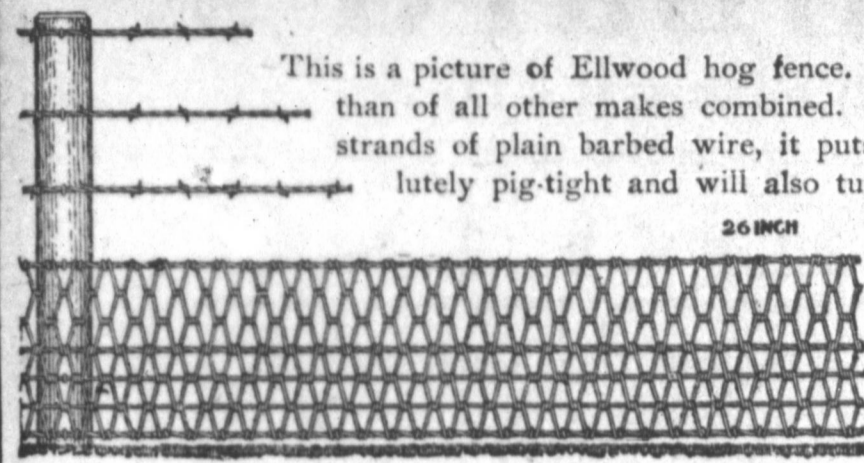 This is a picture of Ellwood hog fence.
than of all other makes combined.
strands of plain barbed wire, it put
lutely pig-tight and will also tu
26 INCH